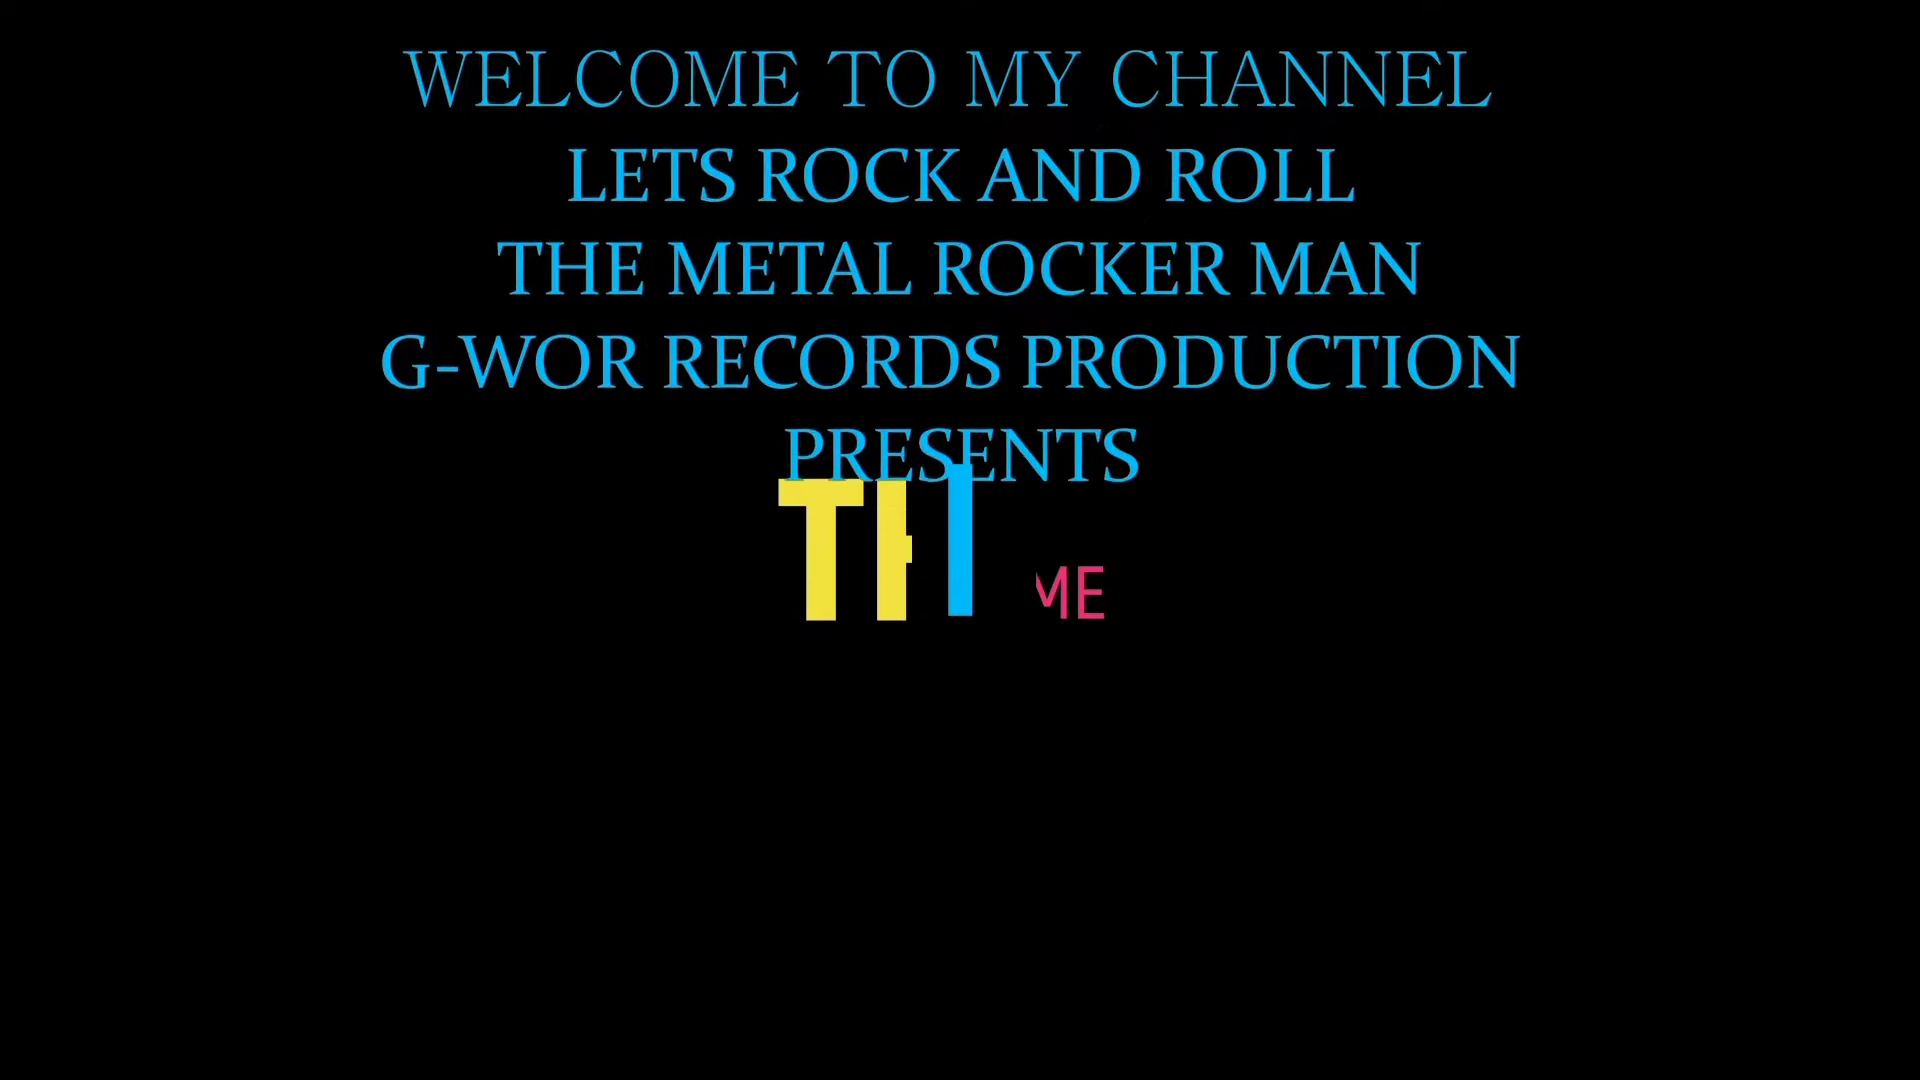 WELCOME TO MY CHANNEL
LETS ROCK AND ROLL
THE METAL ROCKER MAN
G-WOR RECORDS PRODUCTION
PRESENTS